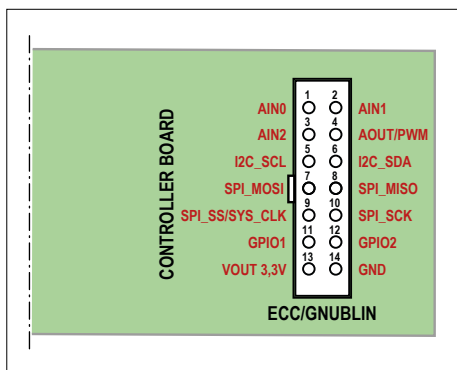 CONTROLLER BOARD
1 2
AIN0 AIN1
3 4
AIN2 AOUT/PWM
5 6
I2C_SCL I2C_SDA
7 8
SPI_MOSI SPI_MISO
9 10
SPI_SS/SYS_CLK SPI_SCK
11 12
GPIO1 GPIO2
13 14
VOUT 3,3V GND
ECC/GNUBLIN